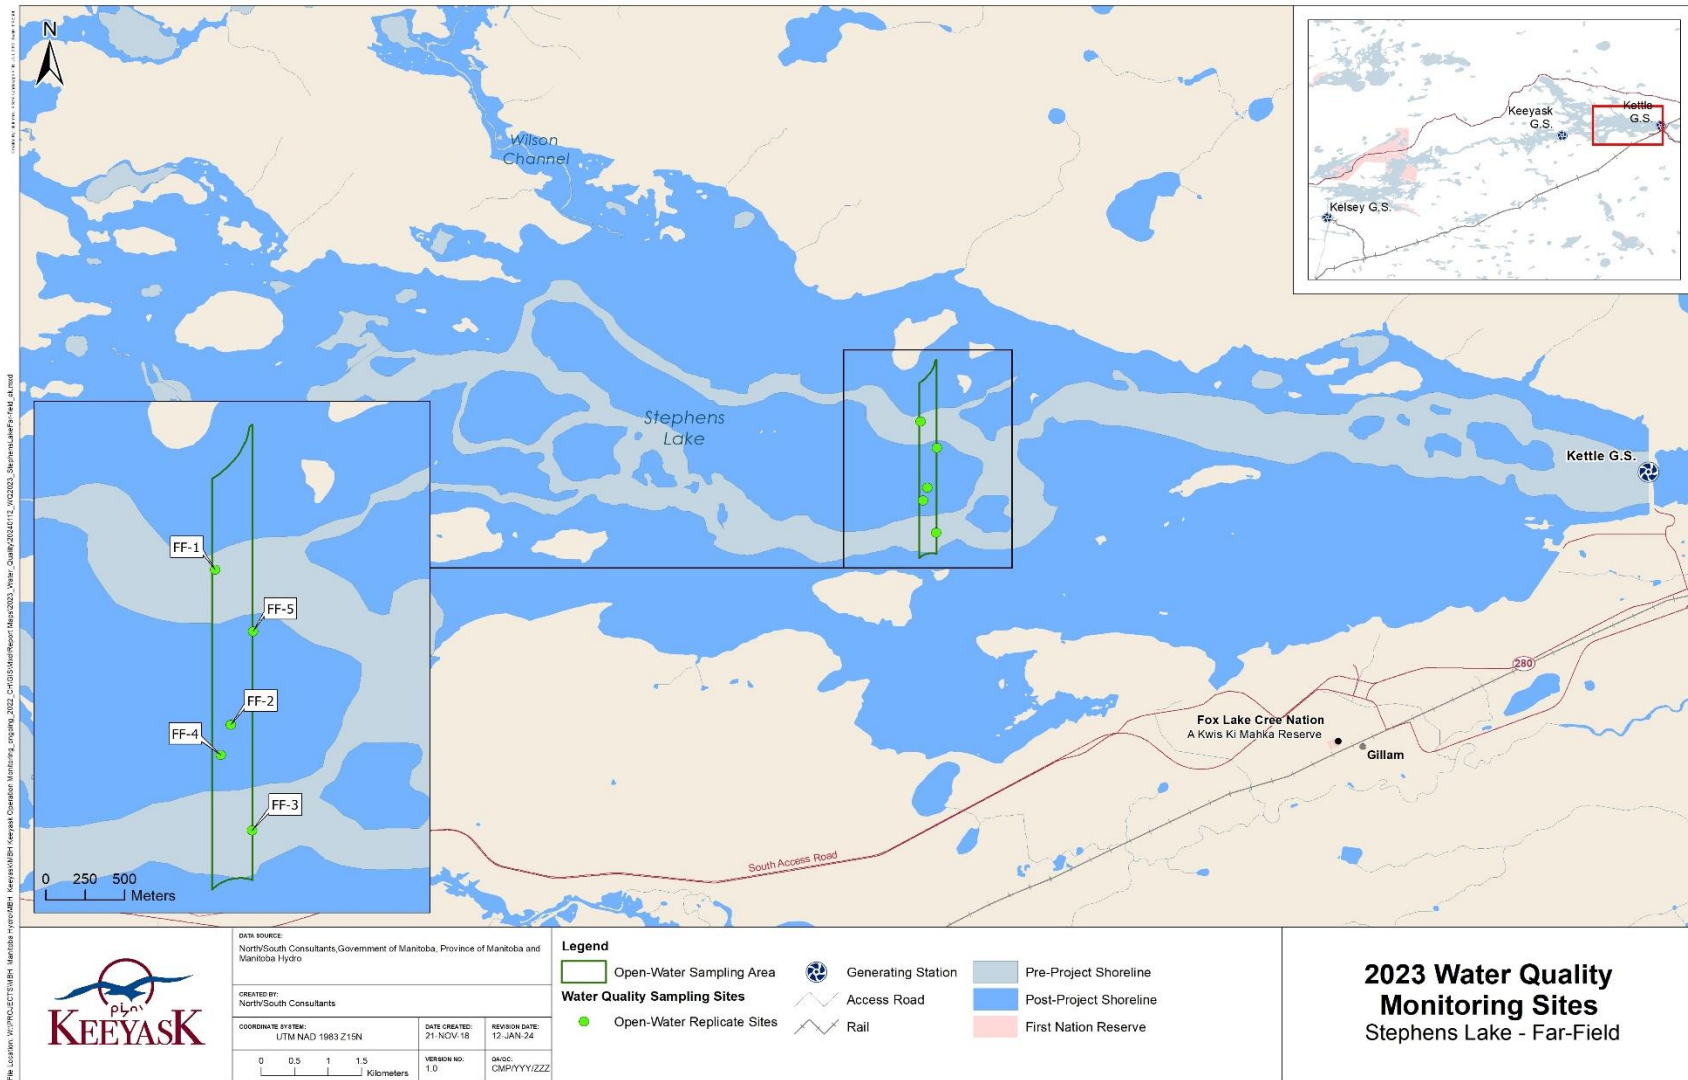 N
Wilson
Channel
Keeyask
G.S.
Kettle
G.S.
Kelsey G.S.
Stephens
Lake
Kettle G.S.
FF-1
FF-5
FF-2
FF-4
FF-3
0 250 500
Meters
280
Fox Lake Cree Nation
A Kwis Ki Mahka Reserve
Gillam
South Access Road
KEEYASK
DATA SOURCE:
North/South Consultants,Government of Manitoba, Province of Manitoba and
Manitoba Hydro
CREATED BY:
North/South Consultants
COORDINATE SYSTEM:
UTM NAD 1983 Z15N
DATE CREATED:
21-NOV-18
REVISION DATE:
12-JAN-24
0 0.5 1 1.5
Kilometers
VERSION NO:
1.0
QA/QC:
CMP/YYY/ZZZ
Legend
Open-Water Sampling Area
Water Quality Sampling Sites
Open-Water Replicate Sites
Generating Station
Access Road
Rail
Pre-Project Shoreline
Post-Project Shoreline
First Nation Reserve
2023 Water Quality
Monitoring Sites
Stephens Lake - Far-Field